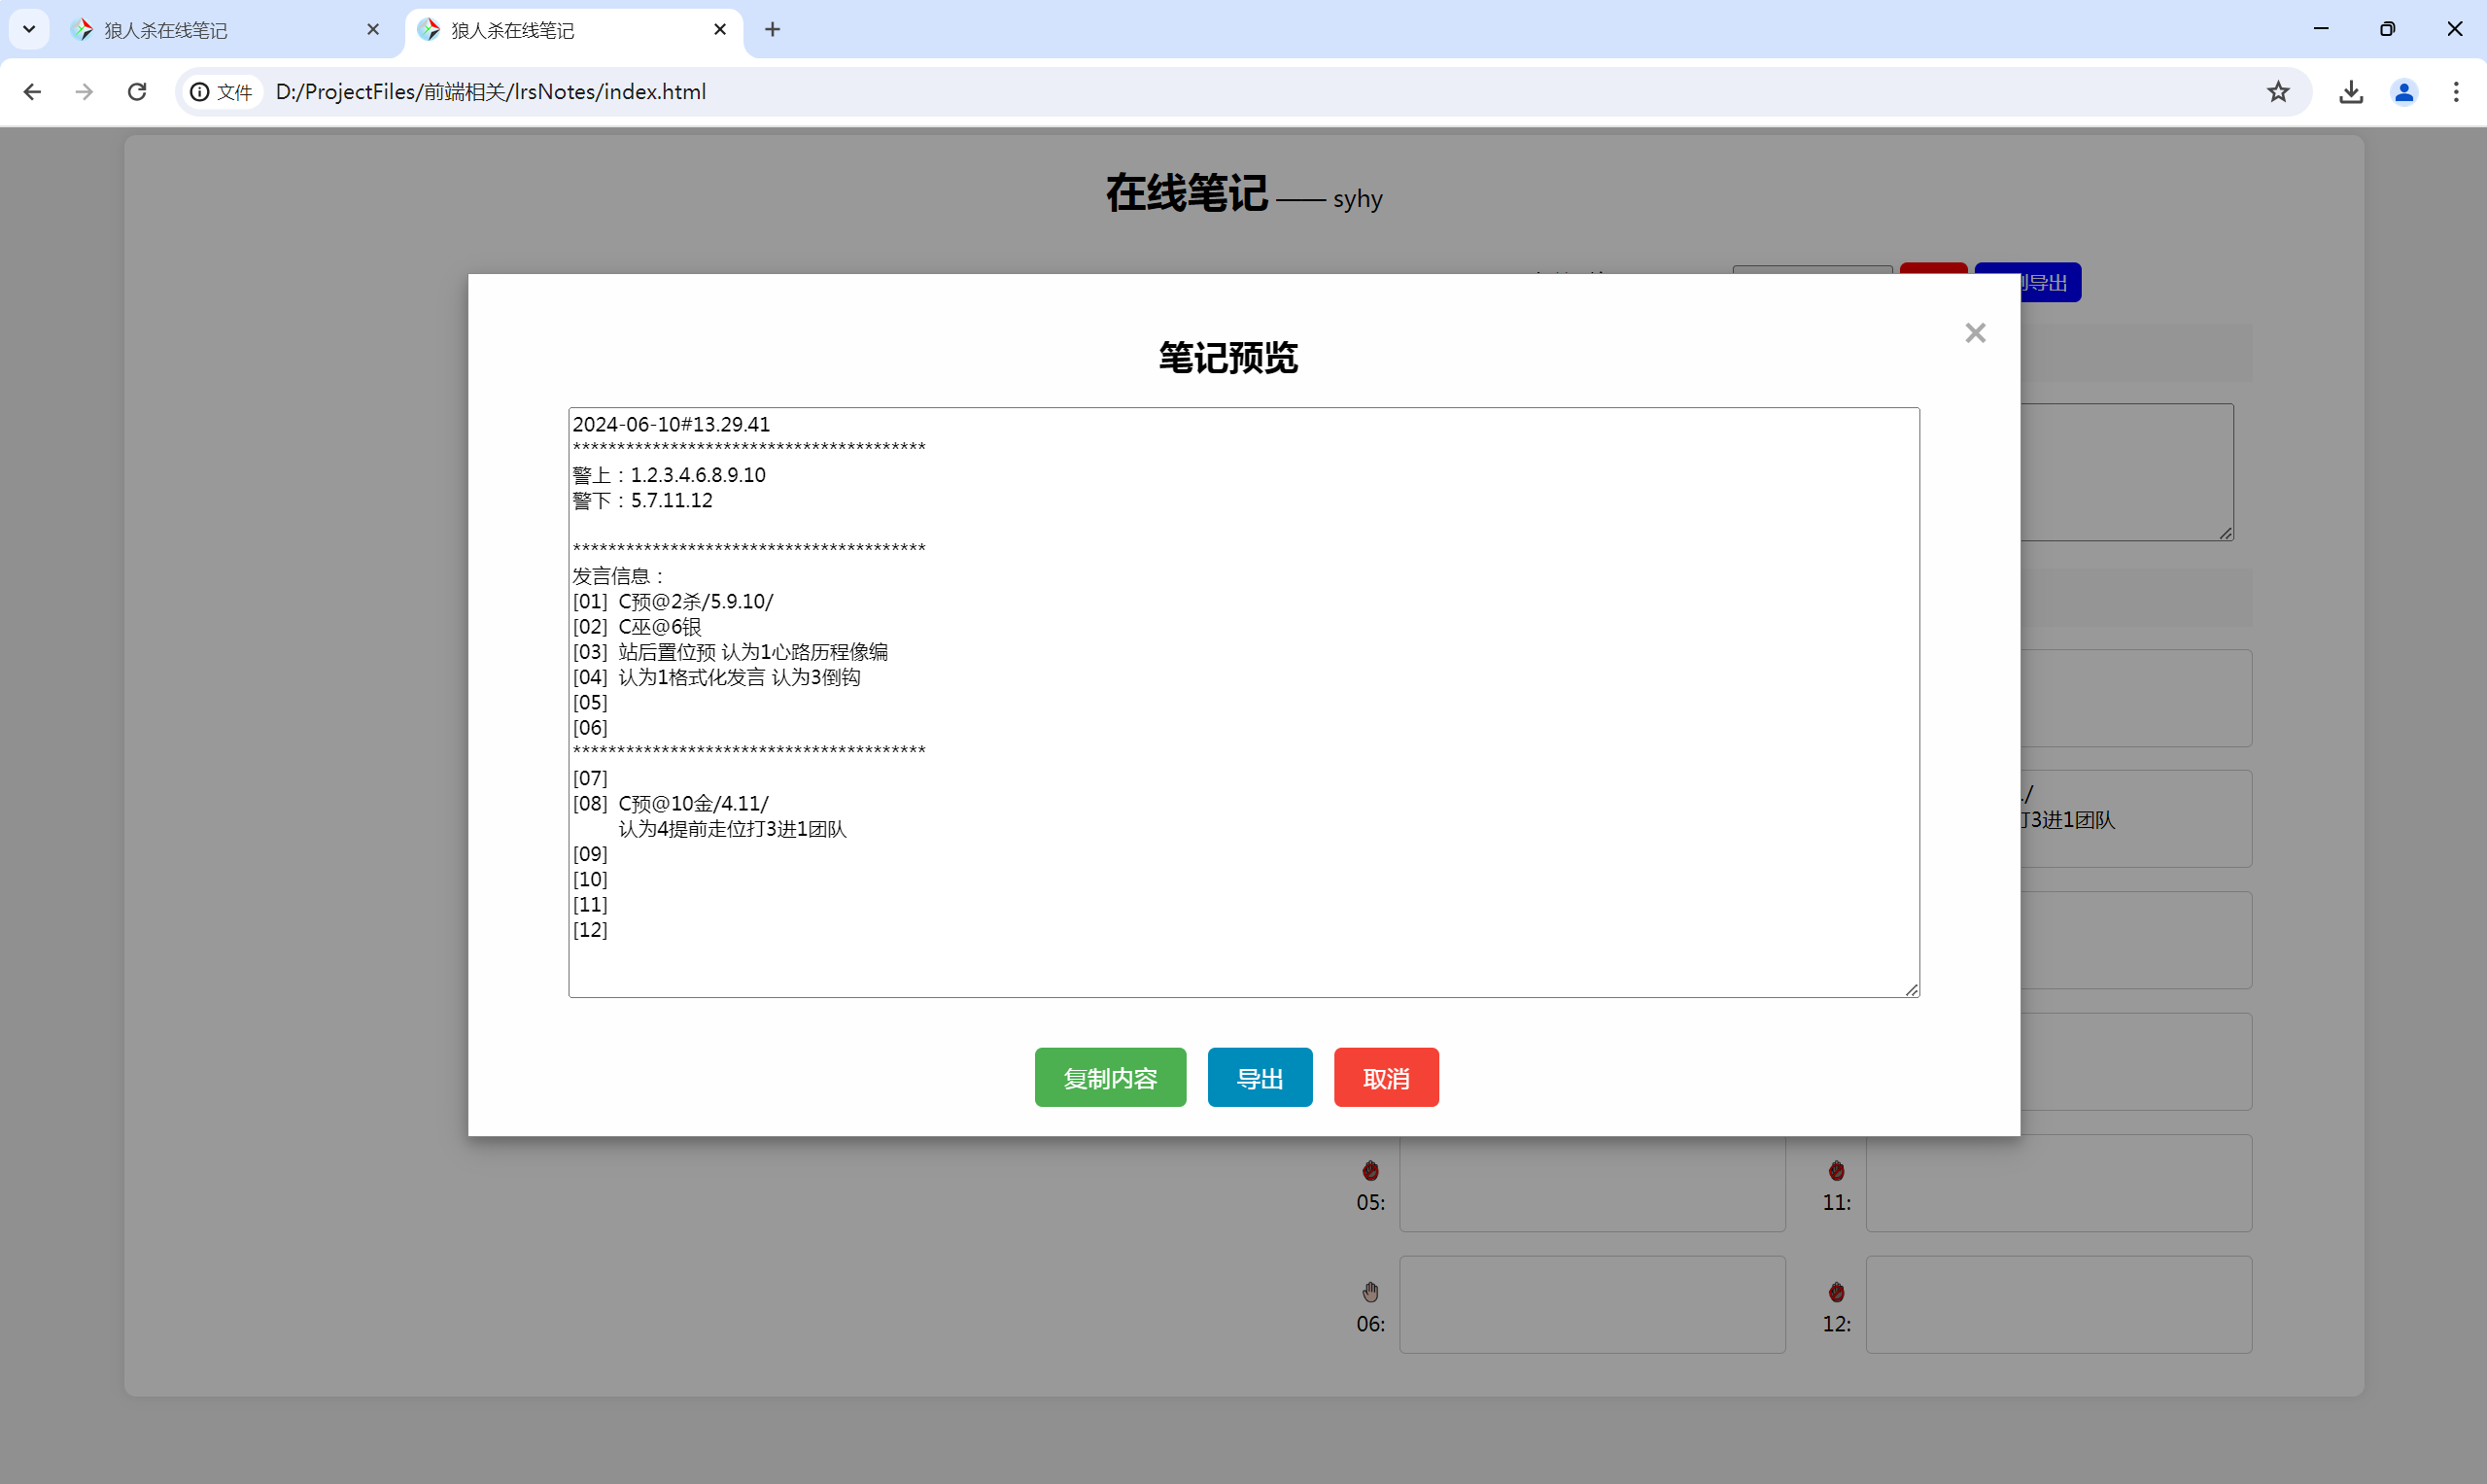 狼人杀在线笔记
狼人杀在线笔记
文件 D:/ProjectFiles/前端相关/lrsNotes/index.html
在线笔记 —— syhy
导出
笔记预览
2024-06-10#13.29.41
****************************************
警上：1.2.3.4.6.8.9.10
警下：5.7.11.12
****************************************
发言信息：
[01] C预@2杀/5.9.10/
[02] C巫@6银
[03] 站后置位预 认为1心路历程像编
[04] 认为1格式化发言 认为3倒钩
[05]
[06]
****************************************
[07]
[08] C预@10金/4.11/
认为4提前走位打3进1团队
[09]
[10]
[11]
[12]
/
3进1团队
复制内容 导出 取消
05:
11:
06:
12: